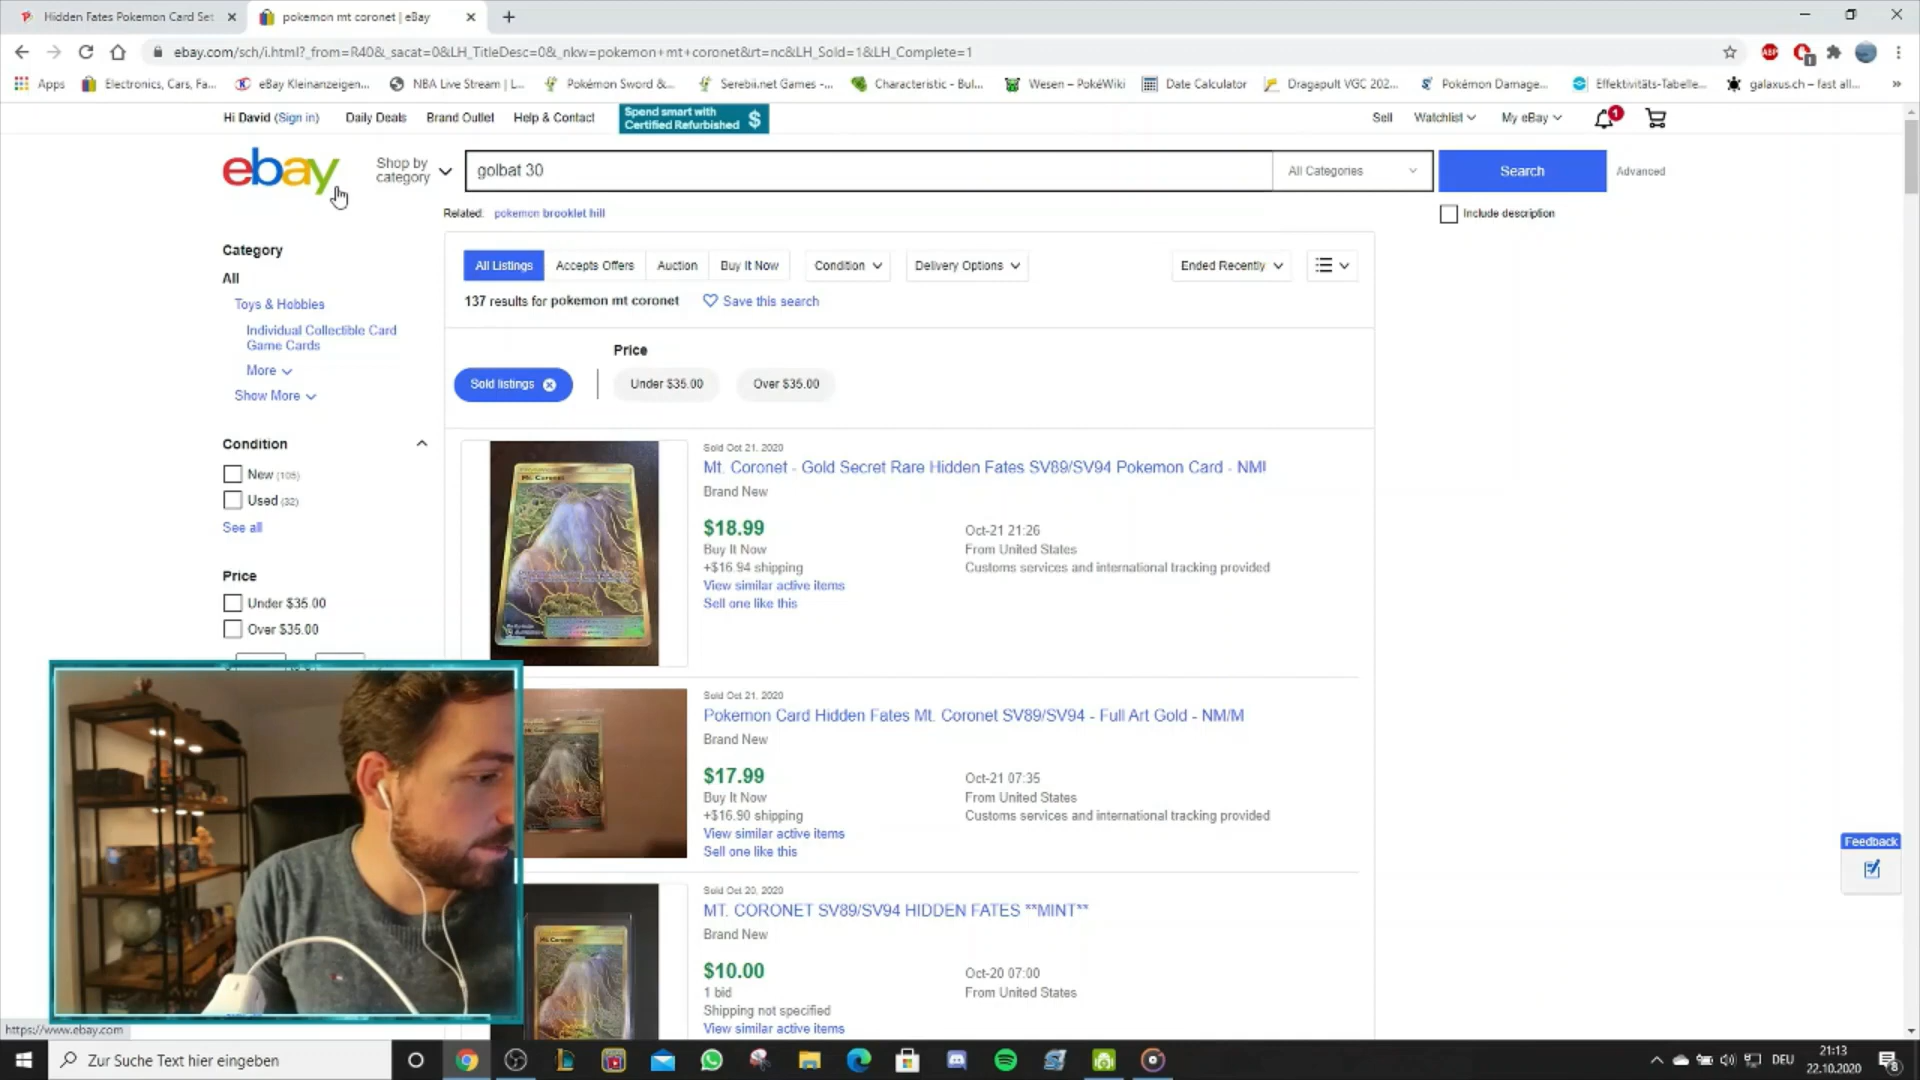 Hidden Fates Pokemon Card Set
pokemon mt coronet | eBay
ebay.com/sch/i.html?_from=R40&_sacat=0&LH_TitleDesc=0&_nkw=pokemon+mt+coronet&rt=nc&LH_Sold=1&LH_Complete=1
Apps Electronics, Cars, Fa... eBay Kleinanzeigen... NBA Live Stream | L... Pokémon Sword &... Serebii.net Games -... Characteristic - Bul... Wesen – PokéWiki Date Calculator Dragapult VGC 202... Pokémon Damage... Effektivitäts-Tabelle... galaxus.ch – fast all... »
Hi David (Sign in) Daily Deals Brand Outlet Help & Contact
Spend smart with
Certified Refurbished $
Sell Watchlist My eBay 1
ebay
Shop by
category
golbat 30
All Categories
Search
Advanced
Related: pokemon brooklet hill
Include description
Category
All
Toys & Hobbies
Individual Collectible Card
Game Cards
More
Show More
Condition
New (105)
Used (32)
See all
Price
Under $35.00
Over $35.00
All Listings Accepts Offers Auction Buy It Now Condition Delivery Options Ended Recently
137 results for pokemon mt coronet Save this search
Price
Sold listings Under $35.00 Over $35.00
Mt. Coronet
Sold Oct 21, 2020
Mt. Coronet - Gold Secret Rare Hidden Fates SV89/SV94 Pokemon Card - NM!
Brand New
$18.99
Oct-21 21:26
Buy It Now
From United States
+$16.94 shipping
Customs services and international tracking provided
View similar active items
Sell one like this
Sold Oct 21, 2020
Pokemon Card Hidden Fates Mt. Coronet SV89/SV94 - Full Art Gold - NM/M
Brand New
$17.99
Oct-21 07:35
Buy It Now
From United States
+$16.90 shipping
Customs services and international tracking provided
View similar active items
Sell one like this
Sold Oct 20, 2020
MT. CORONET SV89/SV94 HIDDEN FATES **MINT**
Brand New
Mt. Coronet
$10.00
Oct-20 07:00
1 bid
From United States
Shipping not specified
View similar active items
Feedback
https://www.ebay.com
Zur Suche Text hier eingeben
DEU
21:13
22.10.2020
8